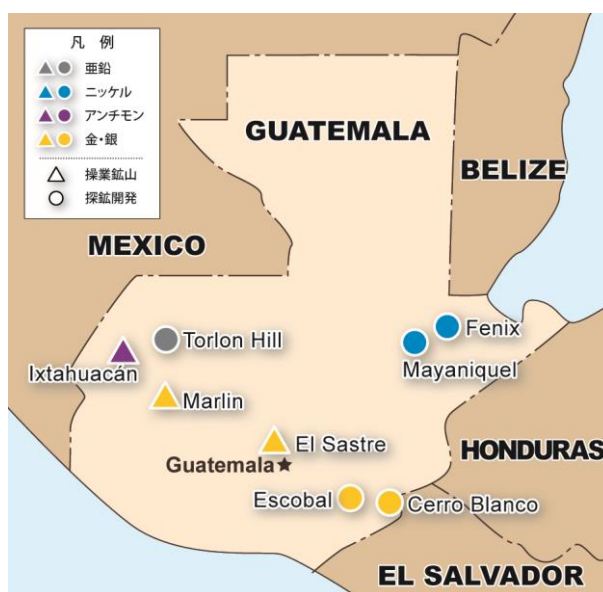 凡 例
亜鉛
ニッケル
アンチモン
金・銀
操業鉱山
探鉱開発
GUATEMALA
BELIZE
MEXICO
Fenix
Torlon Hill
Mayaniquel
Ixtahuacán
Marlin
El Sastre
Guatemala
HONDURAS
Escobal
Cerro Blanco
EL SALVADOR